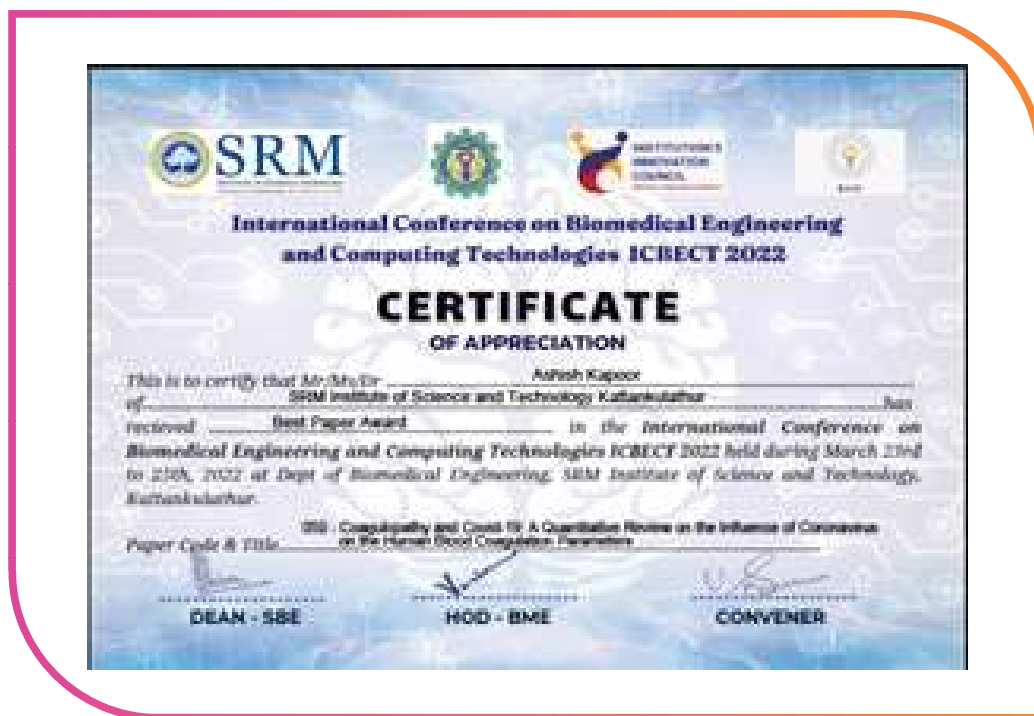 SRM
INSTITUTION'S
INNOVATION
COUNCIL
International Conference on Biomedical Engineering
and Computing Technologies ICBECT 2022
CERTIFICATE
OF APPRECIATION
This is to certify that Mr/Ms/Dr Ashish Kapoor
of SRM Institute of Science and Technology Kattankulathur has
recieved Best Paper Award in the International Conference on
Biomedical Engineering and Computing Technologies ICBECT 2022 held during March 23rd
to 25th, 2022 at Dept of Biomedical Engineering, SRM Institute of Science and Technology,
Kattankulathur.
Coagulopathy and Covid-19: A Quantitative Review on the Influence of Coronavirus
Paper Code & Title on the Human Blood Coagulation Parameters
DEAN - SBE HOD - BME CONVENER